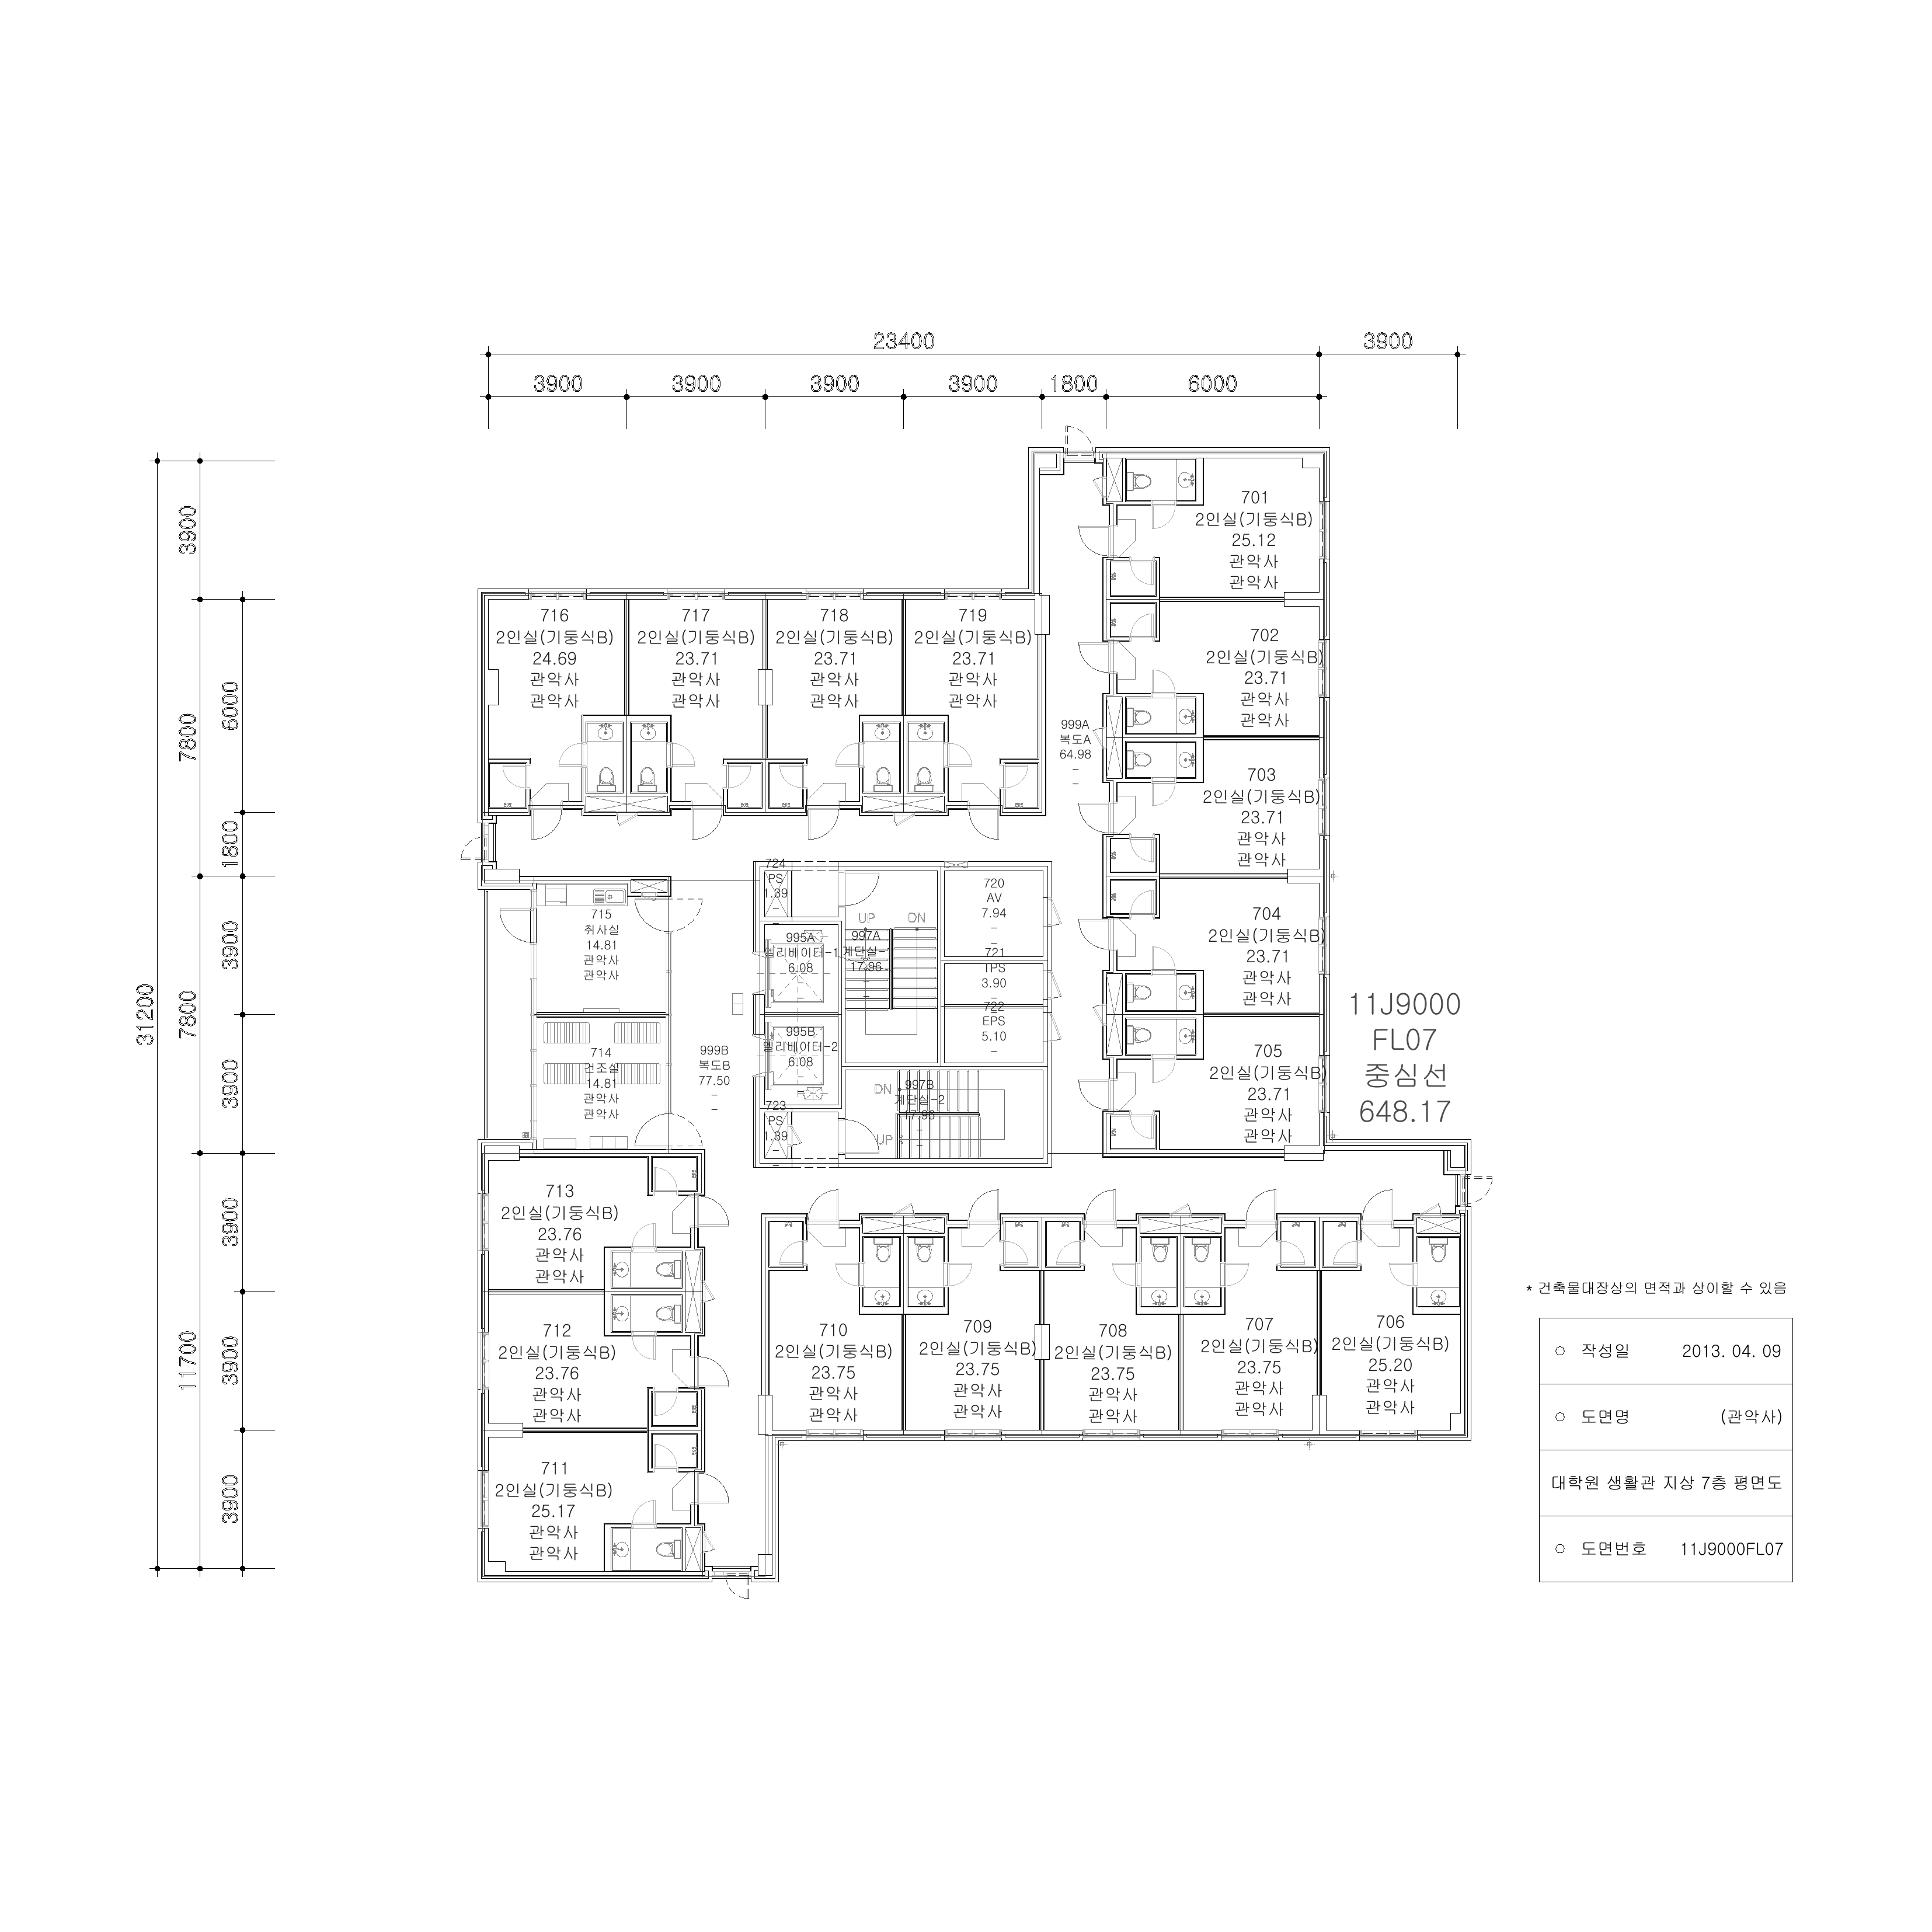 23400
3900
3900
3900
3900
3900
1800
6000
31200
3900
7800
7800
11700
6000
1800
3900
3900
3900
3900
3900
701
2인실(기둥식B)
25.12
관악사
관악사
702
2인실(기둥식B)
23.71
관악사
관악사
703
2인실(기둥식B)
23.71
관악사
관악사
704
2인실(기둥식B)
23.71
관악사
관악사
705
2인실(기둥식B)
23.71
관악사
관악사
716
2인실(기둥식B)
24.69
관악사
관악사
717
2인실(기둥식B)
23.71
관악사
관악사
718
2인실(기둥식B)
23.71
관악사
관악사
719
2인실(기둥식B)
23.71
관악사
관악사
999A
복도A
64.98
715
취사실
14.81
관악사
관악사
714
건조실
14.81
관악사
관악사
999B
복도B
77.50
724
PS
1.39
995A
엘리베이터-1
6.08
995B
엘리베이터-2
6.08
723
PS
1.39
UP
DN
997A
계단실-1
17.96
DN
UP
997B
계단실-2
17.96
720
AV
7.94
721
TPS
3.90
722
EPS
5.10
11J9000
FL07
중심선
648.17
713
2인실(기둥식B)
23.76
관악사
관악사
712
2인실(기둥식B)
23.76
관악사
관악사
711
2인실(기둥식B)
25.17
관악사
관악사
710
2인실(기둥식B)
23.75
관악사
관악사
709
2인실(기둥식B)
23.75
관악사
관악사
708
2인실(기둥식B)
23.75
관악사
관악사
707
2인실(기둥식B)
23.75
관악사
관악사
706
2인실(기둥식B)
25.20
관악사
관악사
* 건축물대장상의 면적과 상이할 수 있음
○ 작성일 2013. 04. 09
○ 도면명 (관악사)
대학원 생활관 지상 7층 평면도
○ 도면번호 11J9000FL07